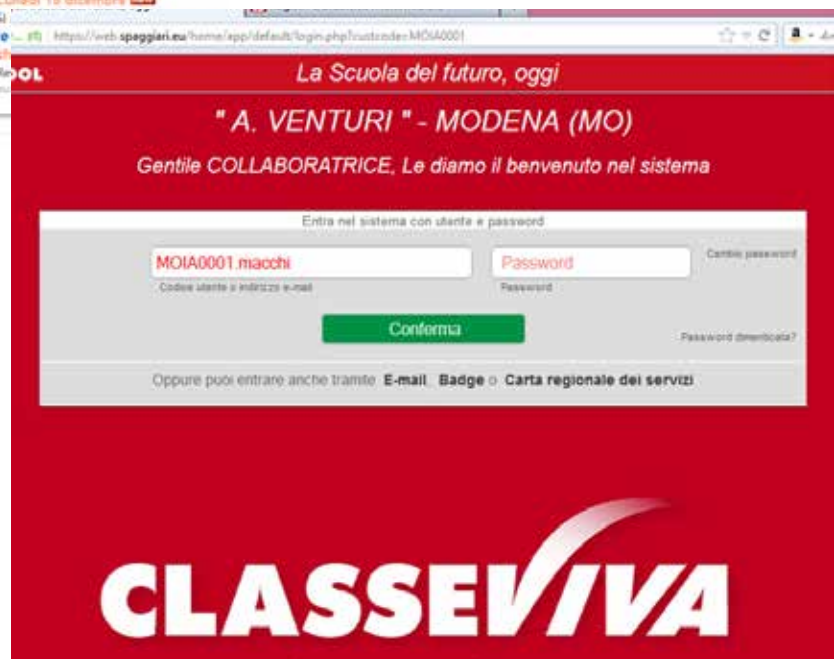 https://web.spaggiari.eu/home/app/default/login.php?custcode=MOIA0001
OOL
La Scuola del futuro, oggi
" A. VENTURI " - MODENA (MO)
Gentile COLLABORATRICE, Le diamo il benvenuto nel sistema
Entra nel sistema con utente e password
MOIA0001.macchi
Password
Cambio password
Codice utente o indirizzo e-mail
Password
Conferma
Password dimenticata?
Oppure puoi entrare anche tramite E-mail, Badge o Carta regionale dei servizi
CLASSEVIVA